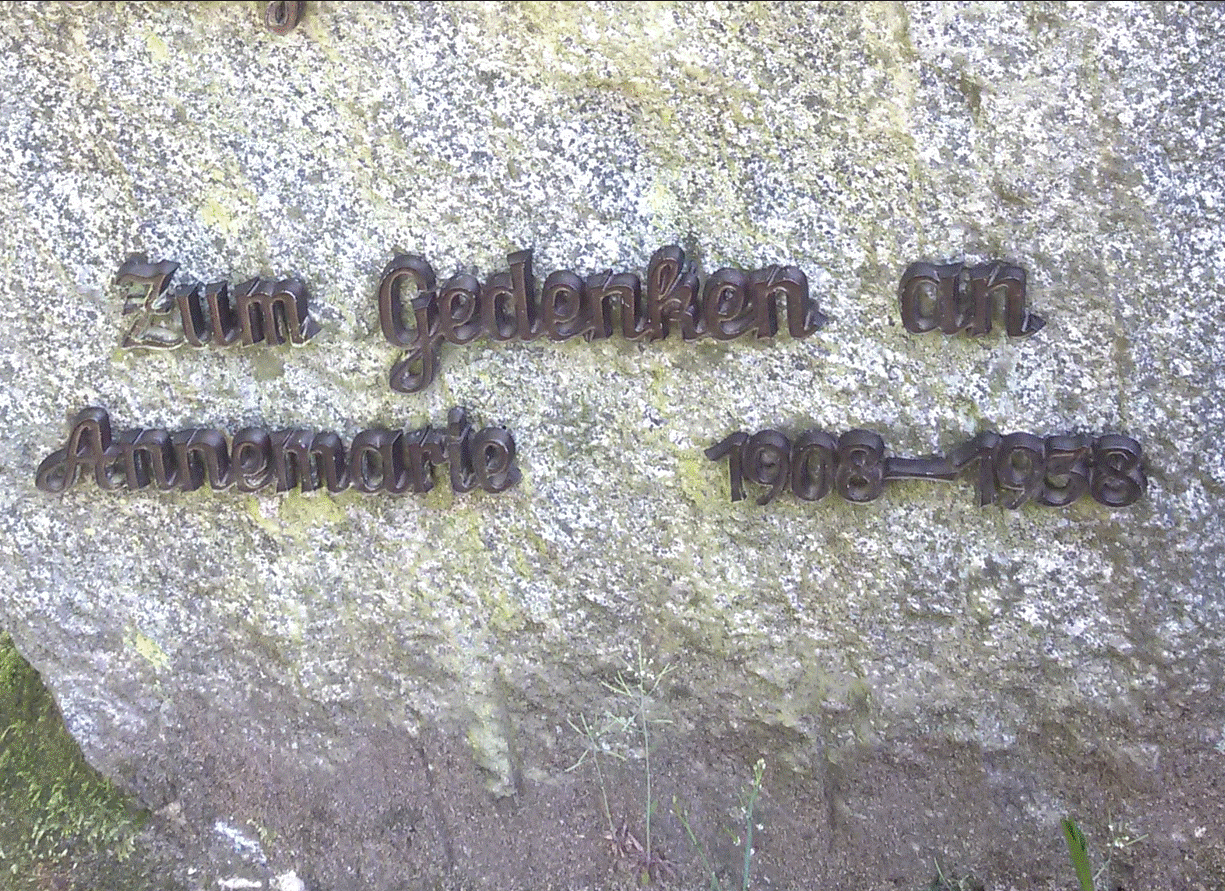 Zum Gedenken an
Annemarie 1908–1938